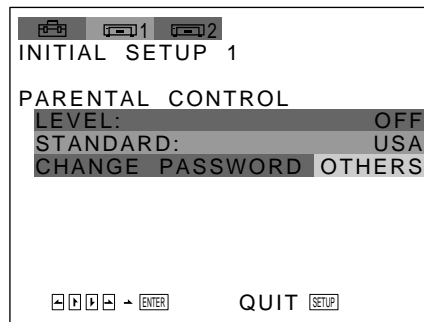 1 2
INITIAL SETUP 1
PARENTAL CONTROL
LEVEL: OFF
STANDARD: USA
CHANGE PASSWORD OTHERS
ENTER QUIT SETUP